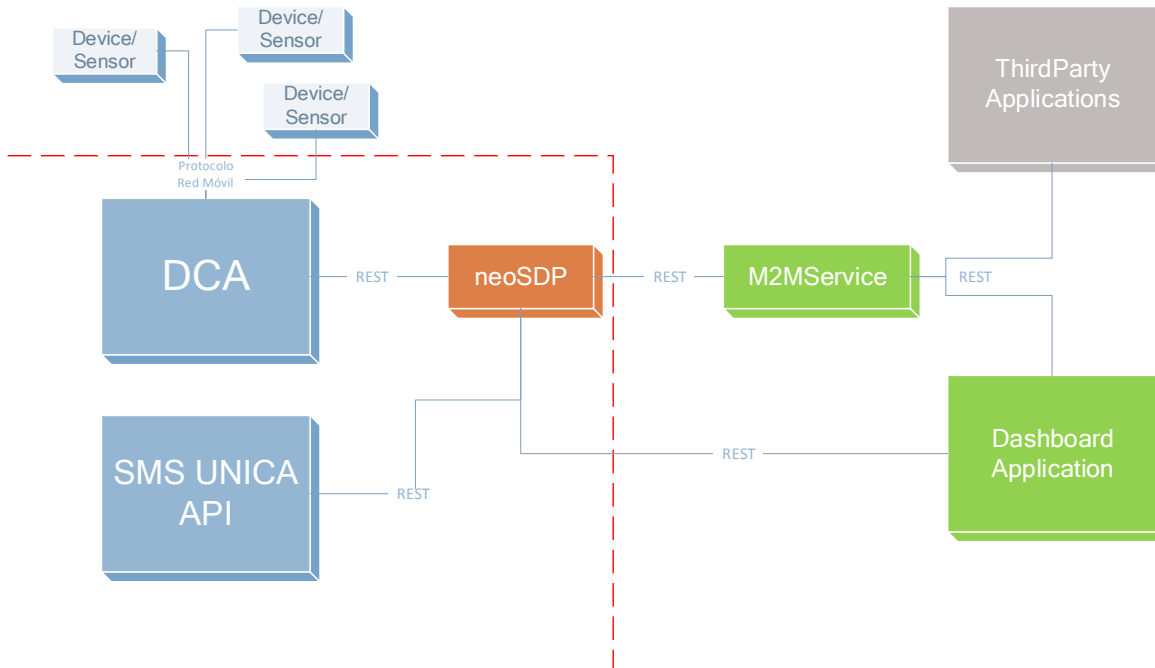 Device/
Sensor
Device/
Sensor
Device/
Sensor
ThirdParty
Applications
Protocolo
Red Móvil
DCA
REST
neoSDP
REST
M2MService
REST
SMS UNICA
API
REST
REST
Dashboard
Application